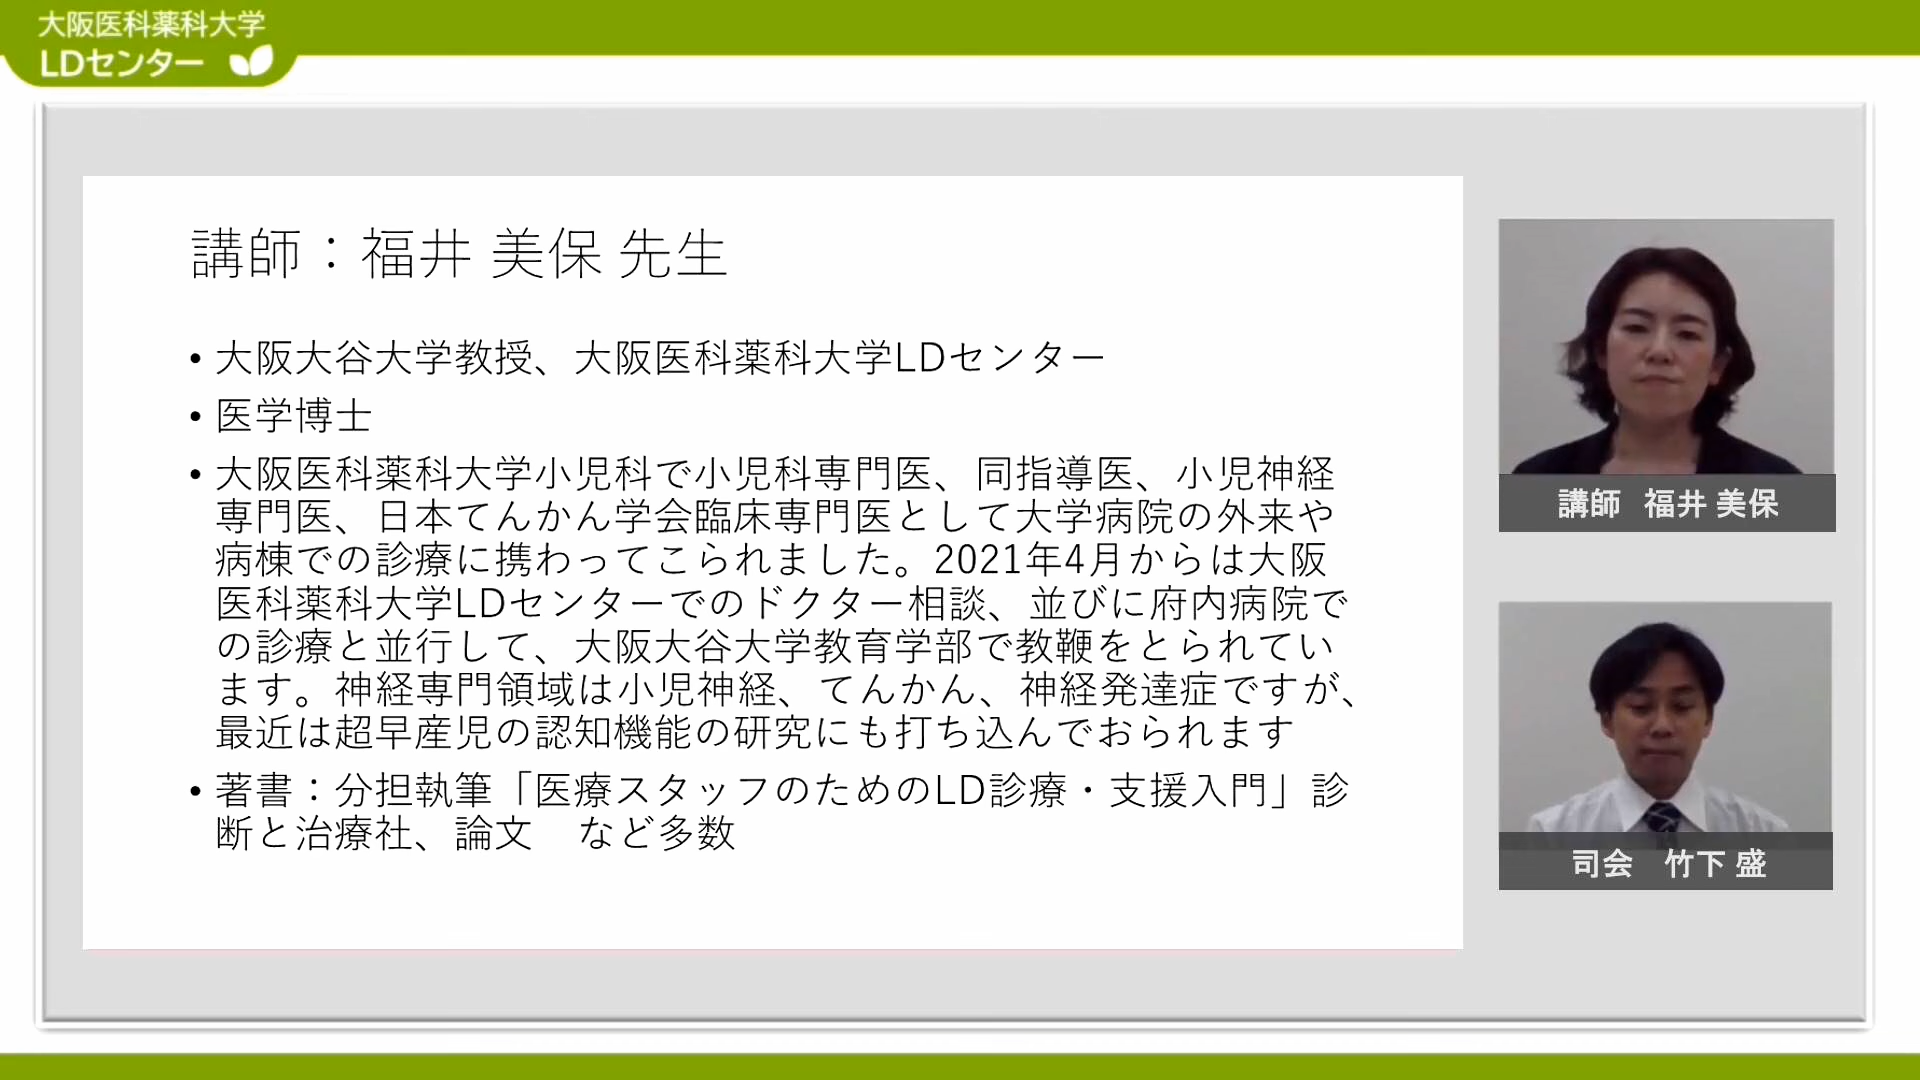 大阪医科薬科大学
LDセンター
講師：福井 美保 先生
• 大阪大谷大学教授、大阪医科薬科大学LDセンター
• 医学博士
• 大阪医科薬科大学小児科で小児科専門医、同指導医、小児神経
専門医、日本てんかん学会臨床専門医として大学病院の外来や
病棟での診療に携わってこられました。2021年4月からは大阪
医科薬科大学LDセンターでのドクター相談、並びに府内病院で
の診療と並行して、大阪大谷大学教育学部で教鞭をとられてい
ます。神経専門領域は小児神経、てんかん、神経発達症ですが、
最近は超早産児の認知機能の研究にも打ち込んでおられます
• 著書：分担執筆「医療スタッフのためのLD診療・支援入門」診
断と治療社、論文　など多数
講師 福井 美保
司会 竹下 盛